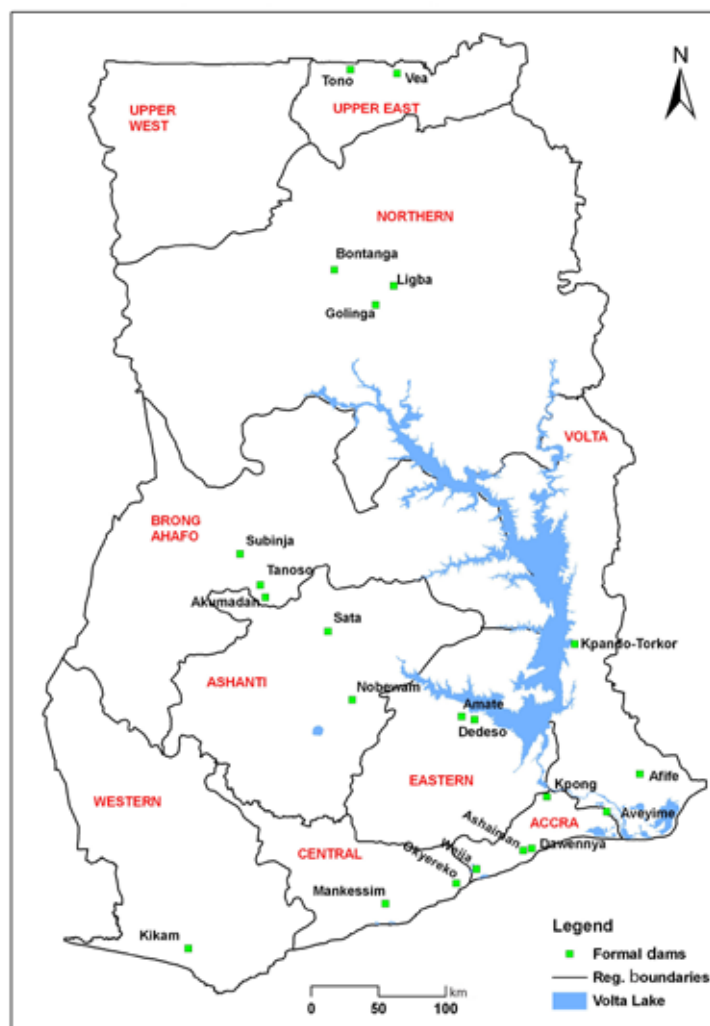 N
Tono
Vea
UPPER
WEST
UPPER EAST
NORTHERN
Bontanga
Ligba
Golinga
VOLTA
BRONG
AHAFO
Subinja
Tanoso
Akumadan
Sata
Kpando-Torkor
ASHANTI
Nobewam
Amate
Dedeso
Afife
EASTERN
Kpong
WESTERN
Aveyime
ACCRA
Ashaiman
Dawennya
CENTRAL
Okyereko
Weija
Mankessim
Kikam
Legend
Formal dams
Reg. boundaries
Volta Lake
km
0 50 100